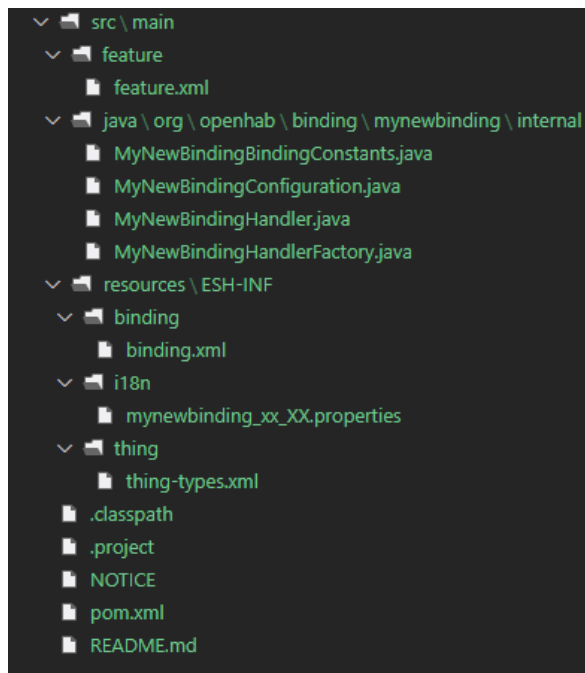 src\main
feature
feature.xml
java\org\openhab\binding\mynewbinding\internal
MyNewBindingBindingConstants.java
MyNewBindingConfiguration.java
MyNewBindingHandler.java
MyNewBindingHandlerFactory.java
resources\ESH-INF
binding
binding.xml
i18n
mynewbinding_xx_XX.properties
thing
thing-types.xml
.classpath
.project
NOTICE
pom.xml
README.md